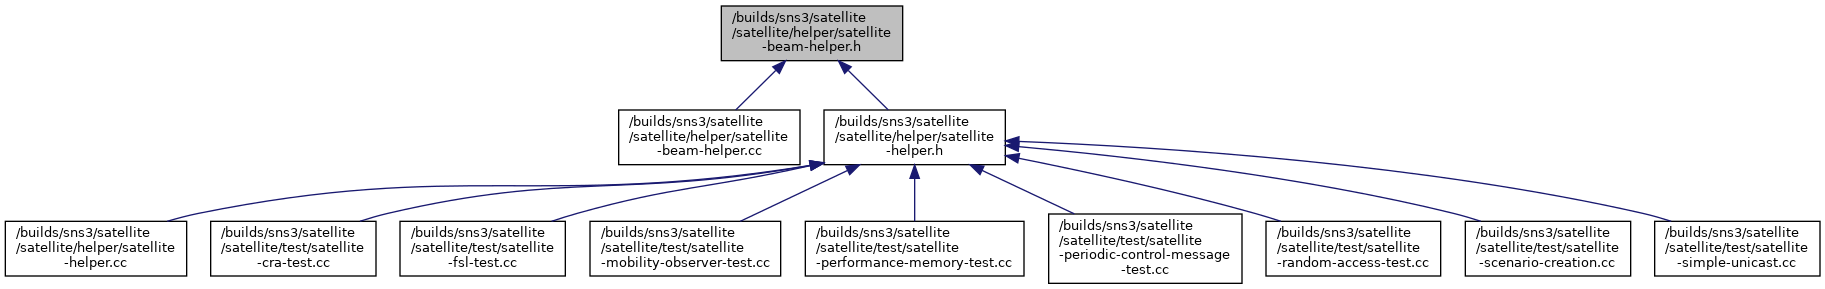 /builds/sns3/satellite
/satellite/helper/satellite
-beam-helper.h
/builds/sns3/satellite
/satellite/helper/satellite
-beam-helper.cc
/builds/sns3/satellite
/satellite/helper/satellite
-helper.h
/builds/sns3/satellite
/satellite/helper/satellite
-helper.cc
/builds/sns3/satellite
/satellite/test/satellite
-cra-test.cc
/builds/sns3/satellite
/satellite/test/satellite
-fsl-test.cc
/builds/sns3/satellite
/satellite/test/satellite
-mobility-observer-test.cc
/builds/sns3/satellite
/satellite/test/satellite
-performance-memory-test.cc
/builds/sns3/satellite
/satellite/test/satellite
-periodic-control-message
-test.cc
/builds/sns3/satellite
/satellite/test/satellite
-random-access-test.cc
/builds/sns3/satellite
/satellite/test/satellite
-scenario-creation.cc
/builds/sns3/satellite
/satellite/test/satellite
-simple-unicast.cc